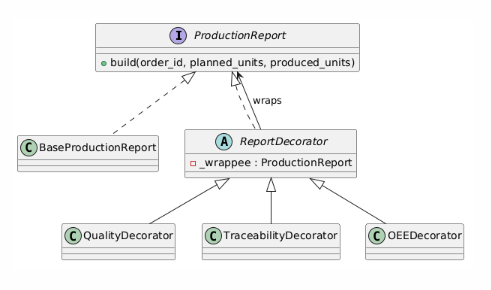 I ProductionReport
build(order_id, planned_units, produced_units)
wraps
C BaseProductionReport
A ReportDecorator
_wrappee : ProductionReport
C QualityDecorator
C TraceabilityDecorator
C OEEDecorator